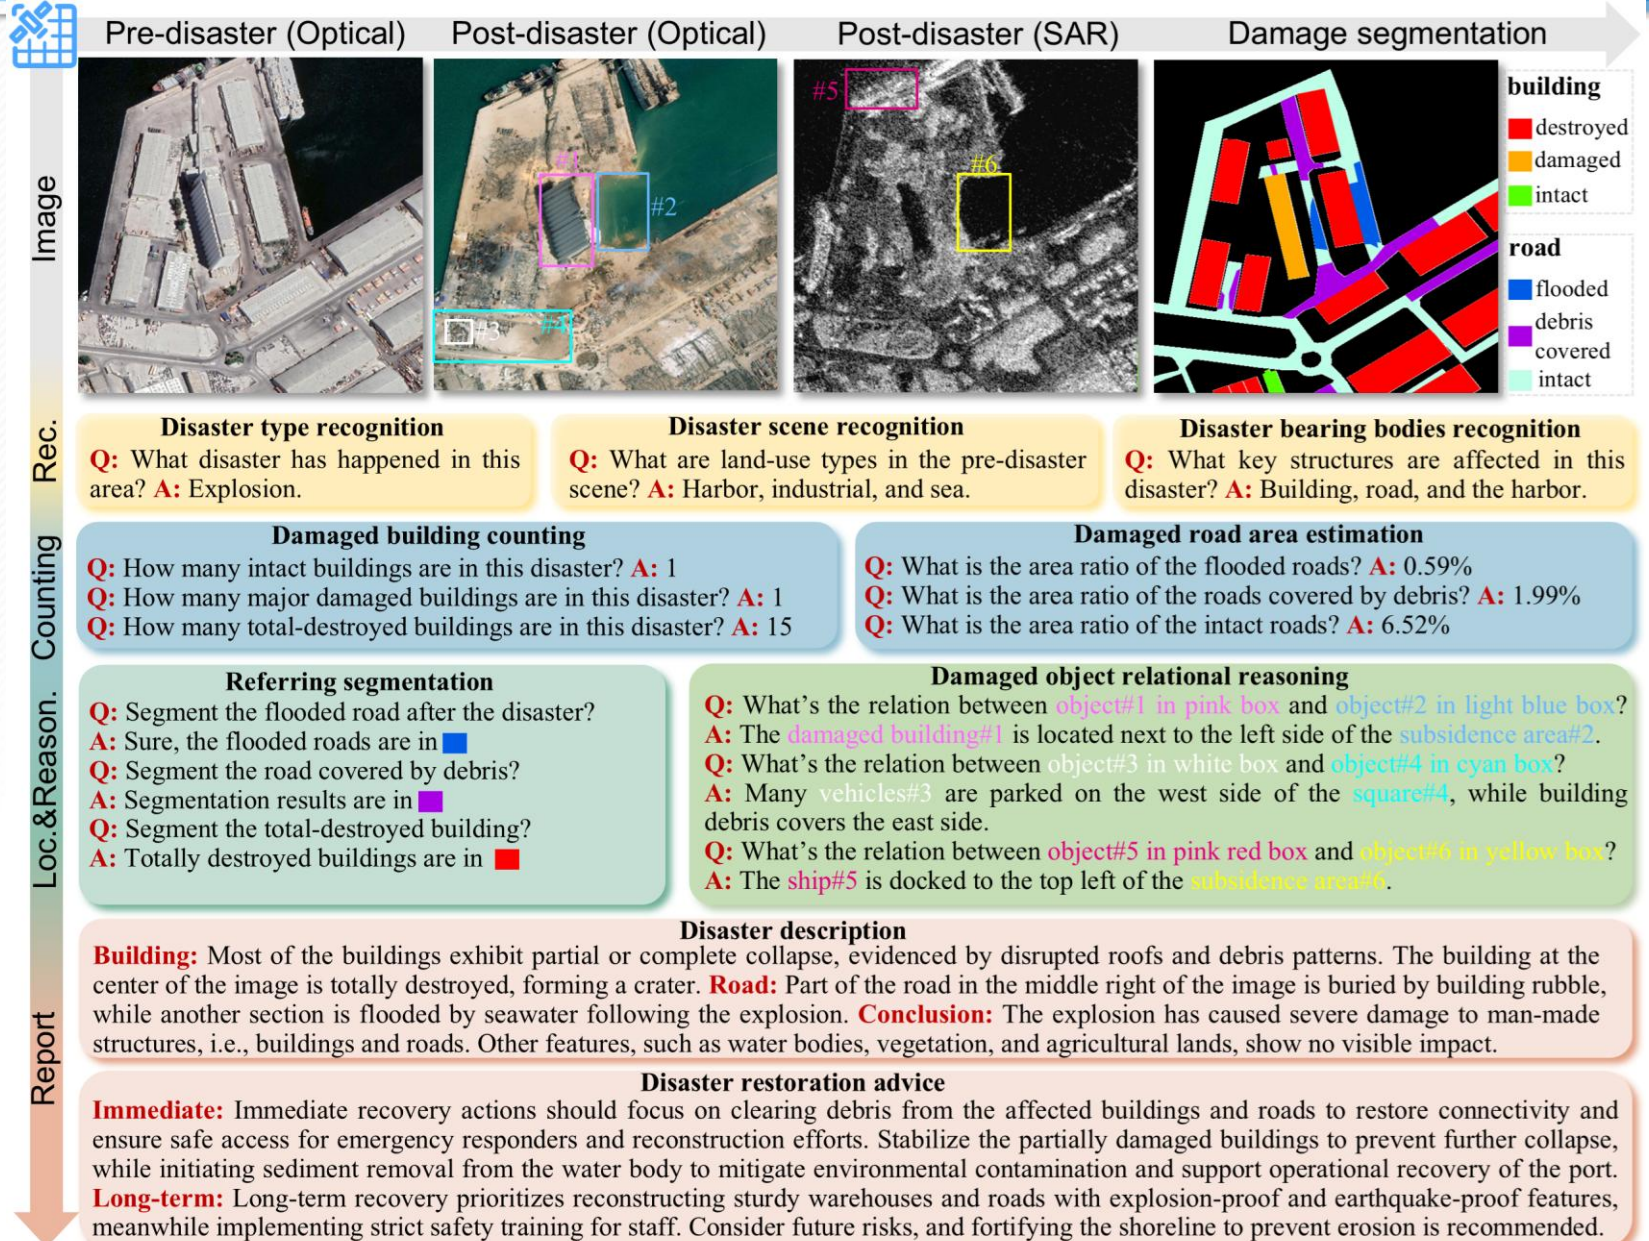 Pre-disaster (Optical)
Post-disaster (Optical)
Post-disaster (SAR)
Damage segmentation
Image
#1
#2
#3
#4
#5
#6
building
destroyed
damaged
intact
road
flooded
debris
covered
intact
Rec.
Disaster type recognition
Q: What disaster has happened in this
area? A: Explosion.
Disaster scene recognition
Q: What are land-use types in the pre-disaster
scene? A: Harbor, industrial, and sea.
Disaster bearing bodies recognition
Q: What key structures are affected in this
disaster? A: Building, road, and the harbor.
Counting
Damaged building counting
Q: How many intact buildings are in this disaster? A: 1
Q: How many major damaged buildings are in this disaster? A: 1
Q: How many total-destroyed buildings are in this disaster? A: 15
Damaged road area estimation
Q: What is the area ratio of the flooded roads? A: 0.59%
Q: What is the area ratio of the roads covered by debris? A: 1.99%
Q: What is the area ratio of the intact roads? A: 6.52%
Loc.&Reason.
Referring segmentation
Q: Segment the flooded road after the disaster?
A: Sure, the flooded roads are in
Q: Segment the road covered by debris?
A: Segmentation results are in
Q: Segment the total-destroyed building?
A: Totally destroyed buildings are in
Damaged object relational reasoning
Q: What's the relation between object#1 in pink box and object#2 in light blue box?
A: The damaged building#1 is located next to the left side of the subsidence area#2.
Q: What's the relation between object#3 in white box and object#4 in cyan box?
A: Many vehicles#3 are parked on the west side of the square#4, while building
debris covers the east side.
Q: What's the relation between object#5 in pink red box and object#6 in yellow box?
A: The ship#5 is docked to the top left of the subsidence area#6.
Report
Disaster description
Building: Most of the buildings exhibit partial or complete collapse, evidenced by disrupted roofs and debris patterns. The building at the
center of the image is totally destroyed, forming a crater. Road: Part of the road in the middle right of the image is buried by building rubble,
while another section is flooded by seawater following the explosion. Conclusion: The explosion has caused severe damage to man-made
structures, i.e., buildings and roads. Other features, such as water bodies, vegetation, and agricultural lands, show no visible impact.
Disaster restoration advice
Immediate: Immediate recovery actions should focus on clearing debris from the affected buildings and roads to restore connectivity and
ensure safe access for emergency responders and reconstruction efforts. Stabilize the partially damaged buildings to prevent further collapse,
while initiating sediment removal from the water body to mitigate environmental contamination and support operational recovery of the port.
Long-term: Long-term recovery prioritizes reconstructing sturdy warehouses and roads with explosion-proof and earthquake-proof features,
meanwhile implementing strict safety training for staff. Consider future risks, and fortifying the shoreline to prevent erosion is recommended.